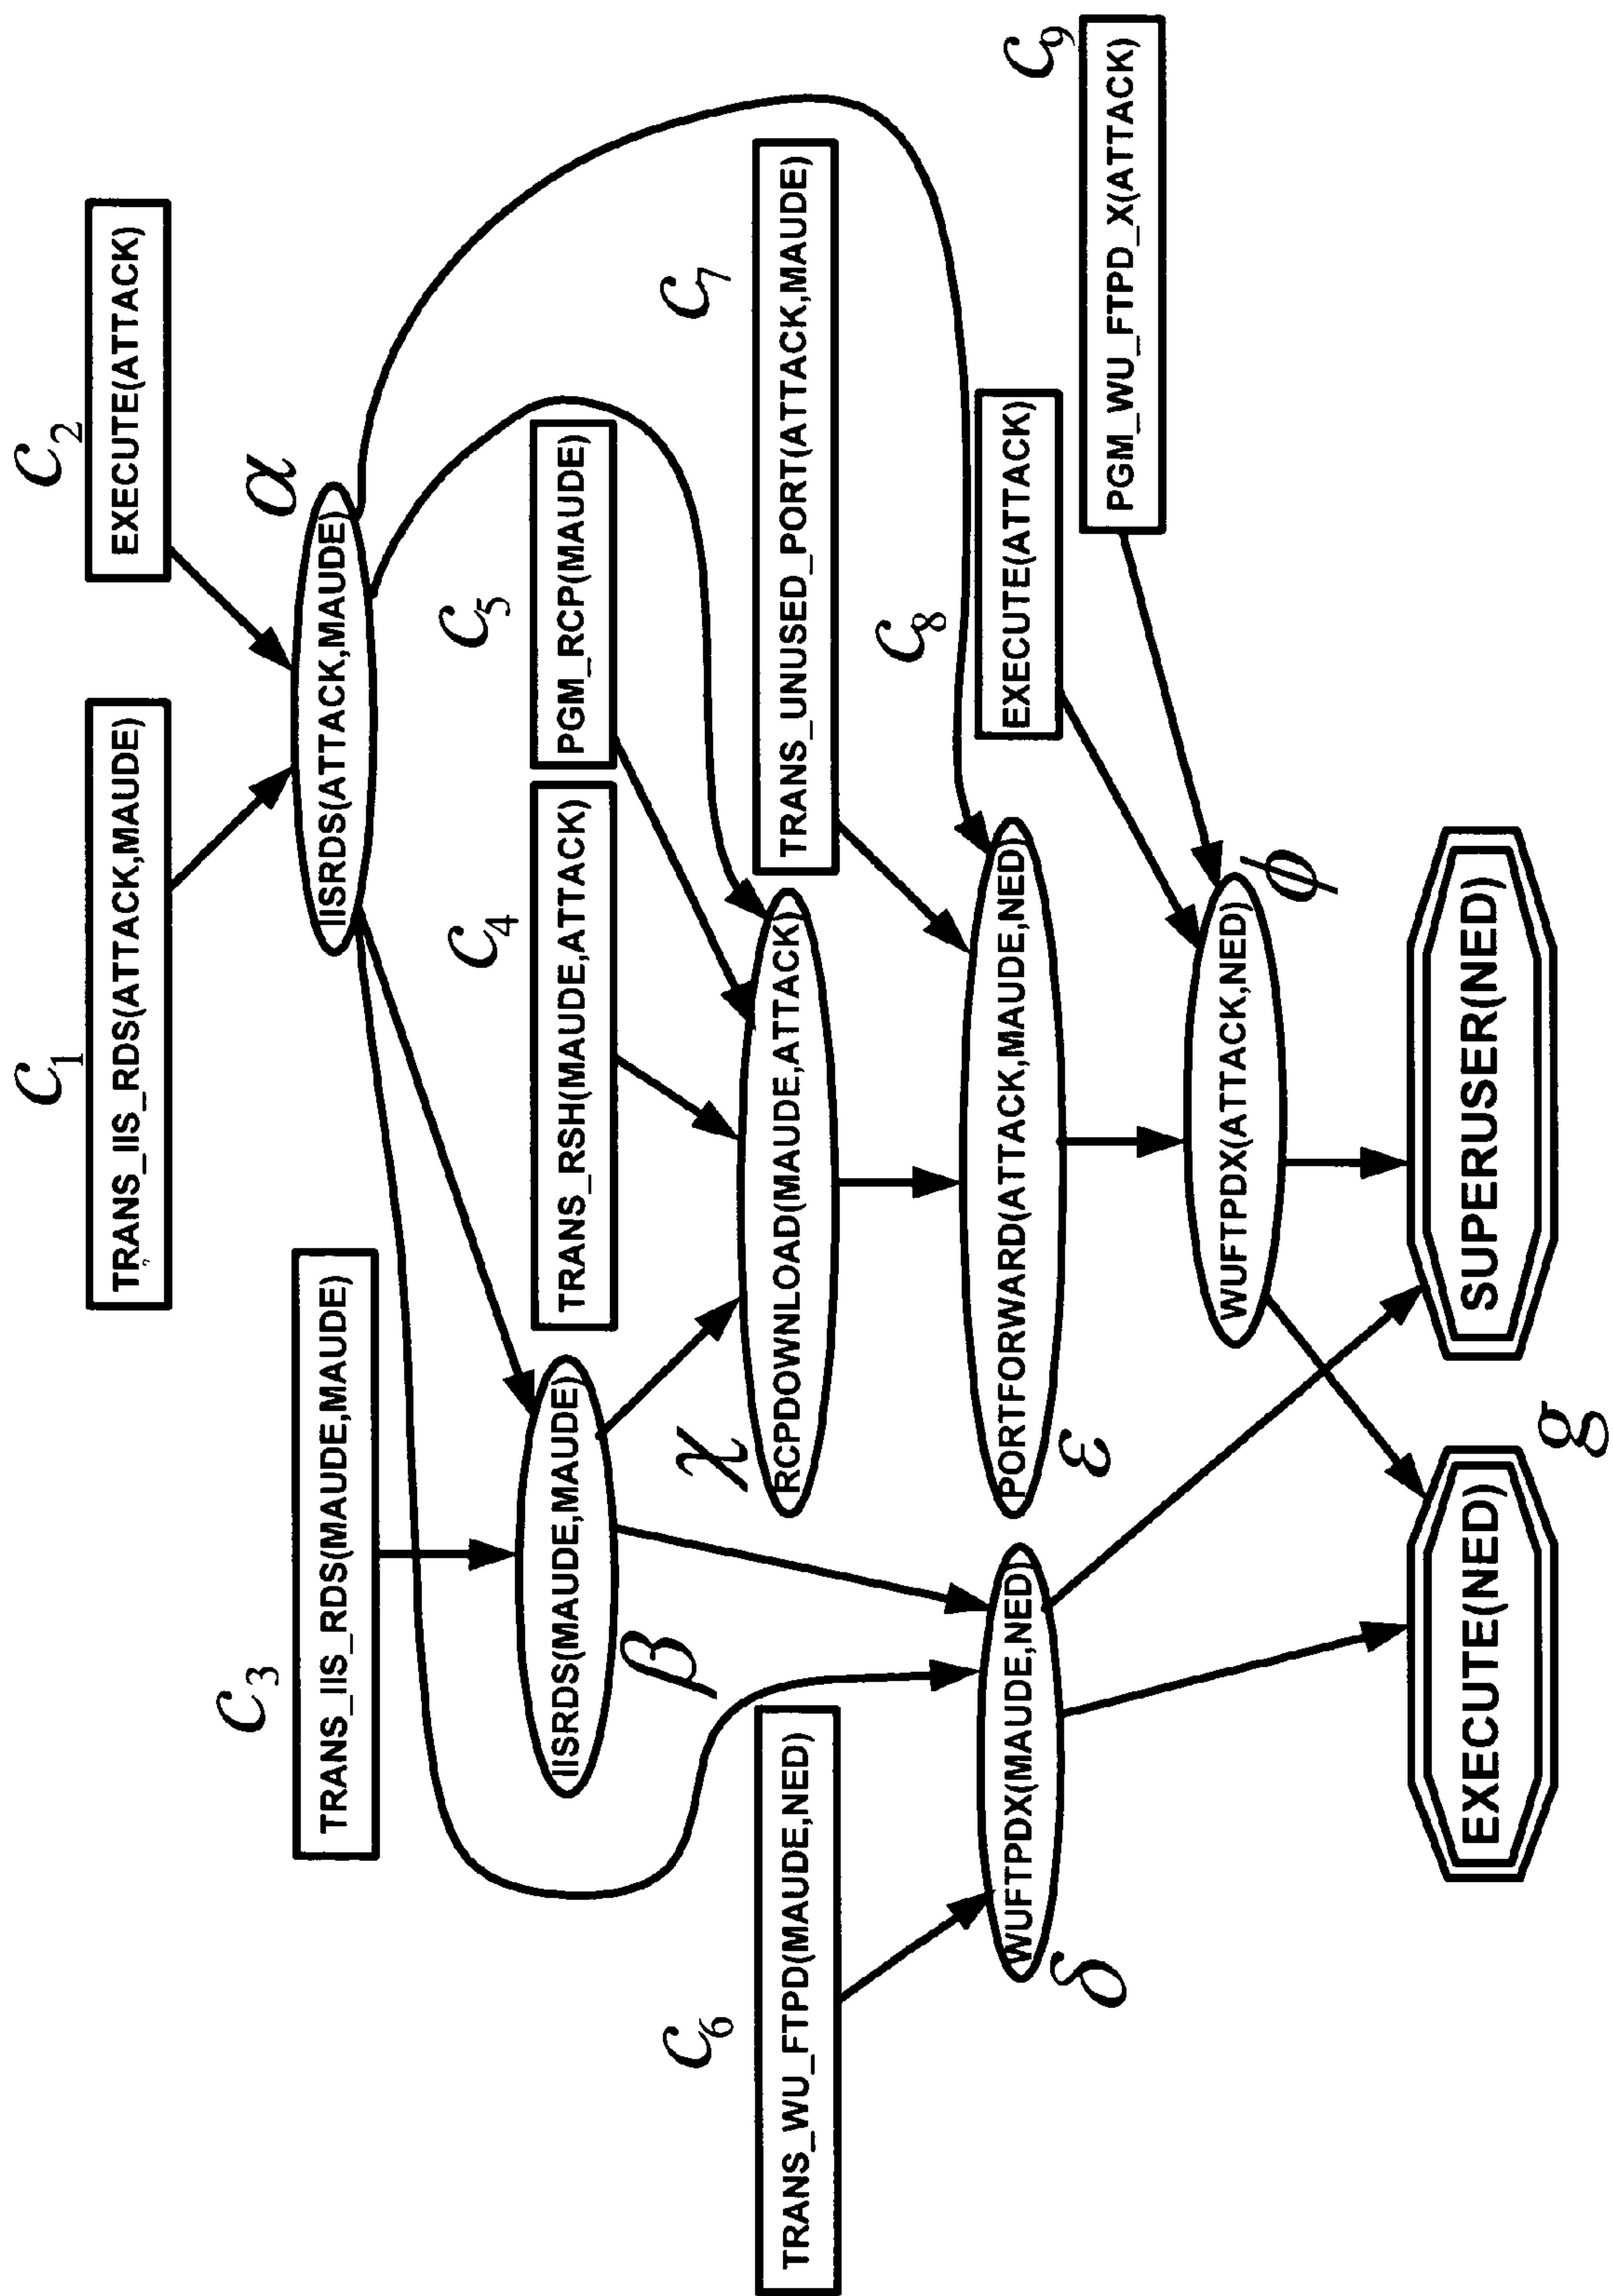 C2
EXECUTE(ATTACK)
C1
TRANS_IIS_RDS(ATTACK,MAUDE)
α
IISRDS(ATTACK,MAUDE)
C3
TRANS_IIS_RDS(MAUDE,MAUDE)
C4
TRANS_RSH(MAUDE,ATTACK)
C5
PGM_RCP(MAUDE)
IISRDS(MAUDE,MAUDE)
β
C6
TRANS_WU_FTPD(MAUDE,NED)
χ
RCPDOWNLOAD(MAUDE,ATTACK)
C7
TRANS_UNUSED_PORT(ATTACK,MAUDE)
WUFTPDX(MAUDE,NED)
δ
PORTFORWARD(ATTACK,MAUDE,NED)
ε
C8
EXECUTE(ATTACK)
C9
PGM_WU_FTPD_X(ATTACK)
WUFTPDX(ATTACK,NED)
φ
EXECUTE(NED)
SUPERUSER(NED)
g